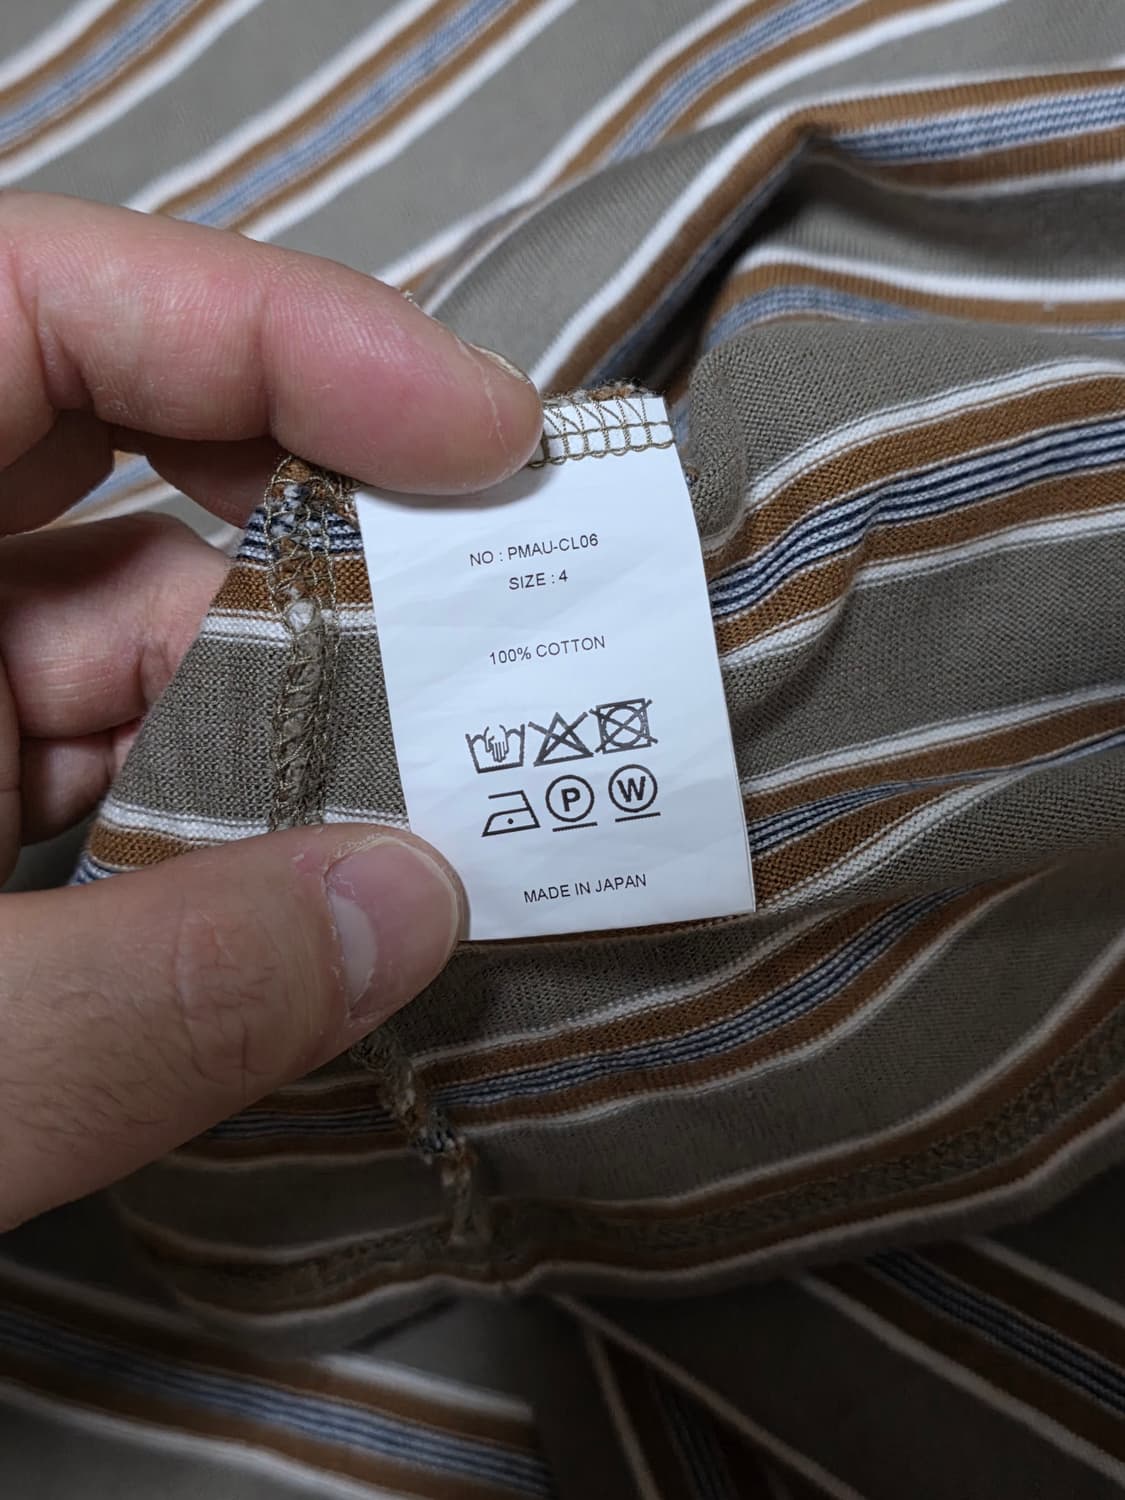 NO : PMAU-CL06
SIZE : 4
100% COTTON
P W
MADE IN JAPAN